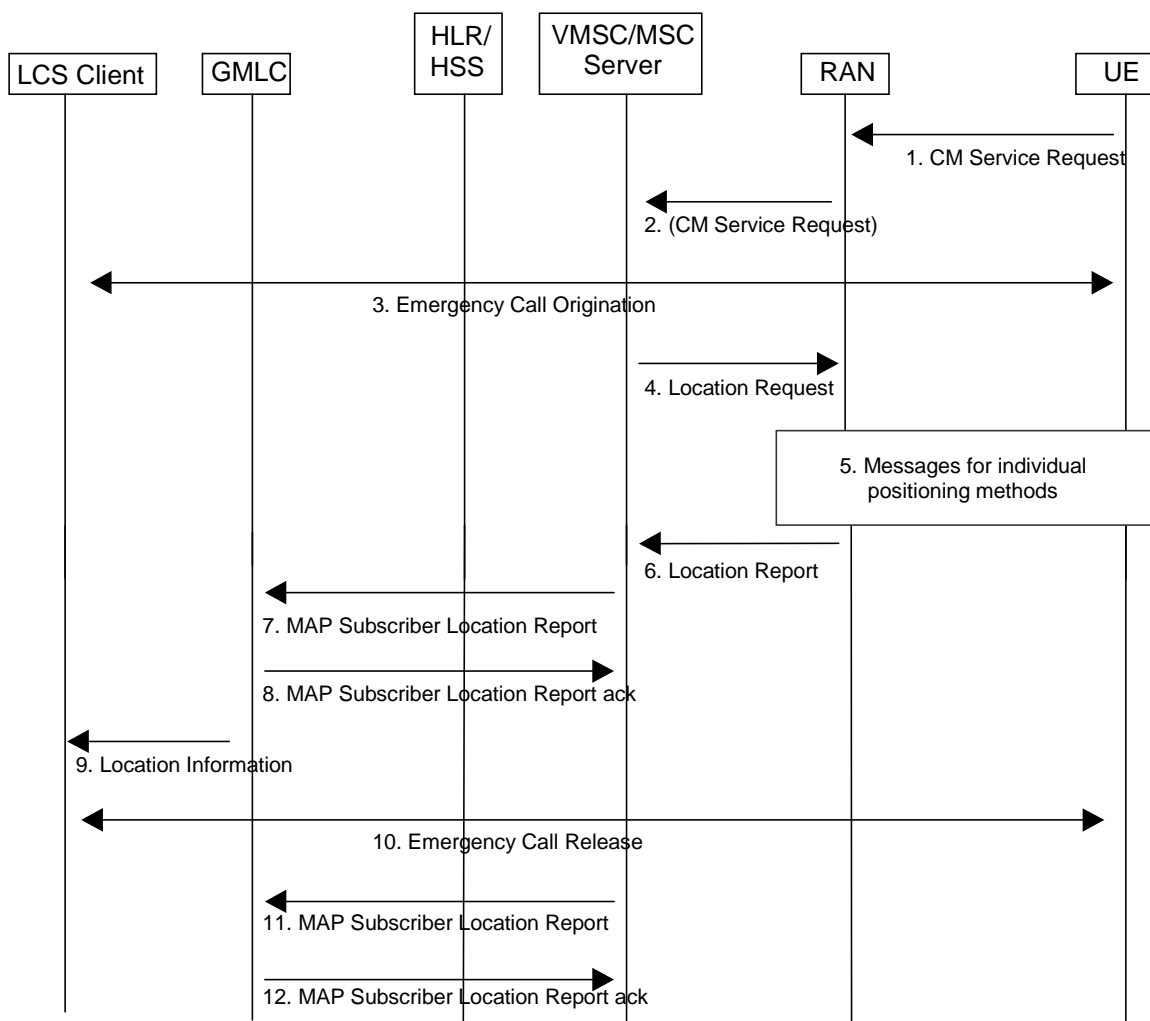 LCS Client
GMLC
HLR/
HSS
VMSC/MSC
Server
RAN
UE
1. CM Service Request
2. (CM Service Request)
3. Emergency Call Origination
4. Location Request
5. Messages for individual
positioning methods
6. Location Report
7. MAP Subscriber Location Report
8. MAP Subscriber Location Report ack
9. Location Information
10. Emergency Call Release
11. MAP Subscriber Location Report
12. MAP Subscriber Location Report ack